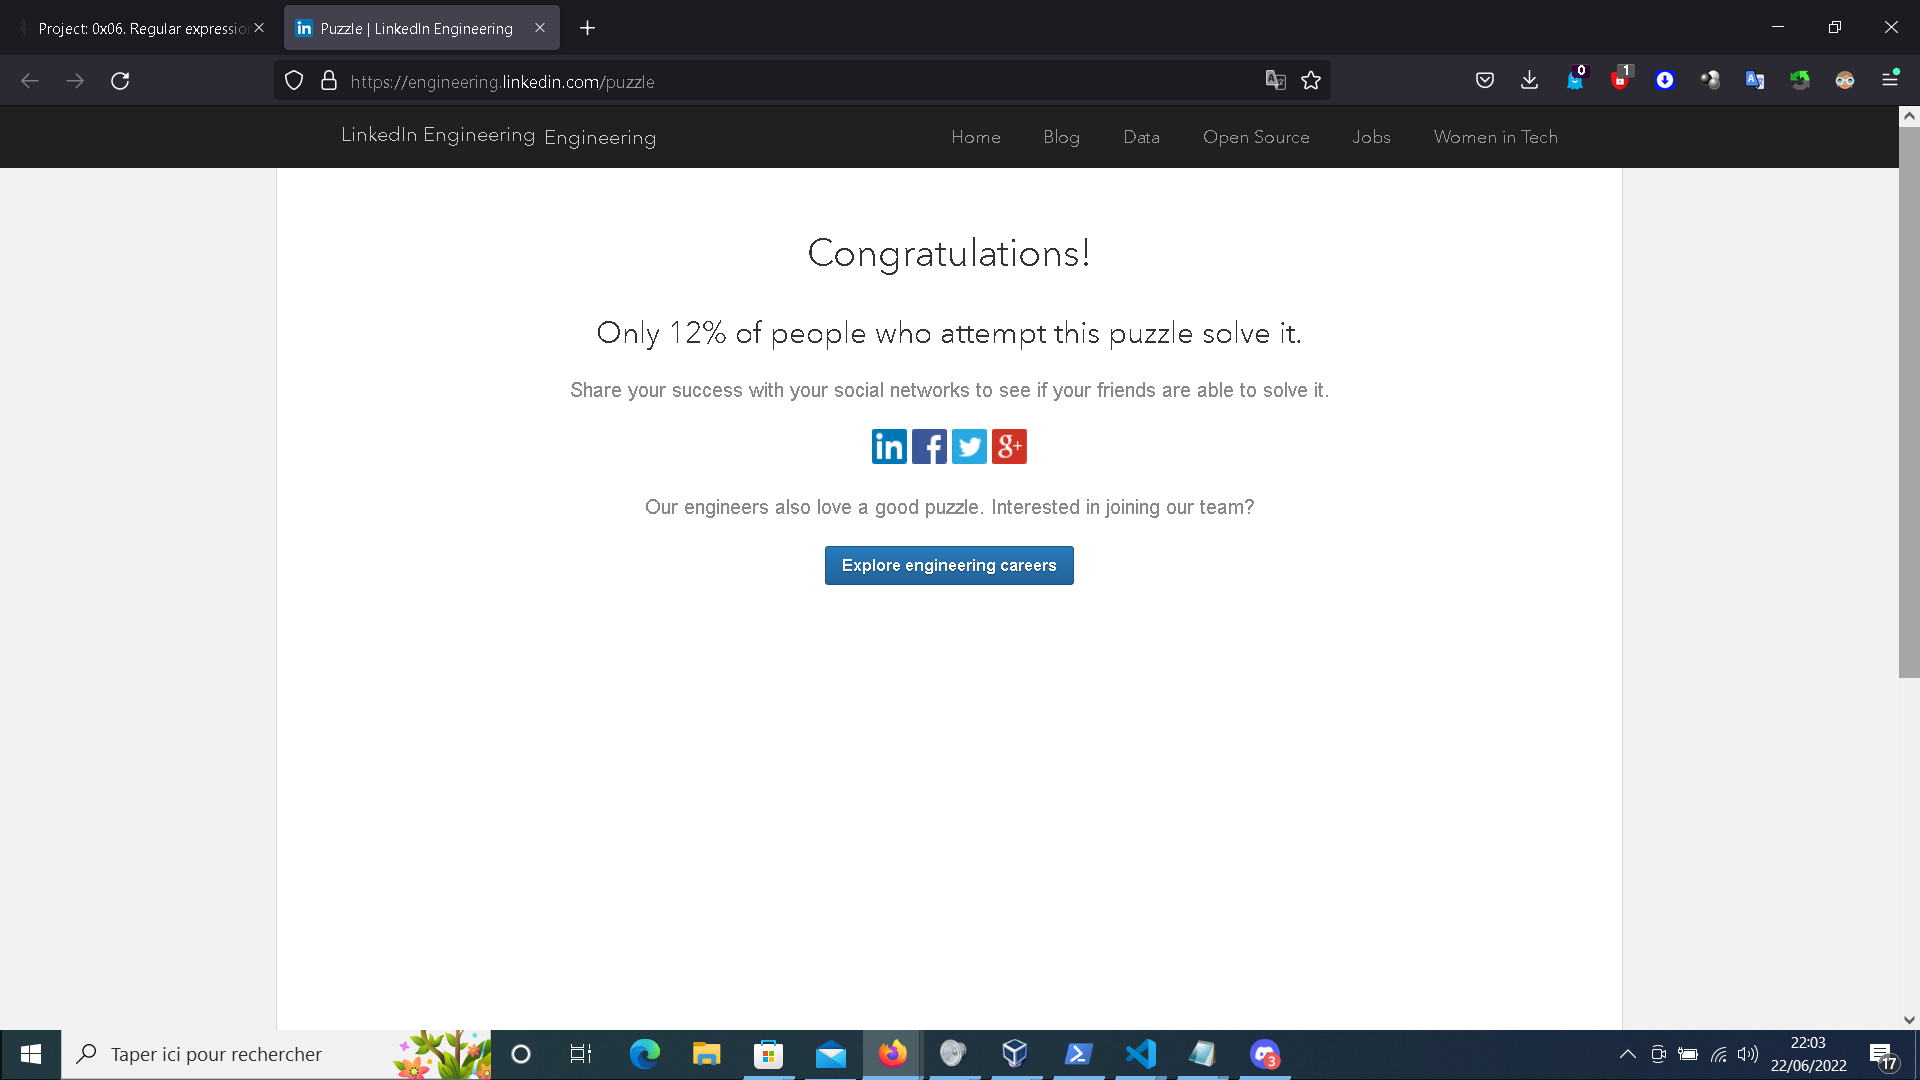 Project: 0x06. Regular expressio
Puzzle | LinkedIn Engineering
https://engineering.linkedin.com/puzzle
0
1
LinkedIn Engineering Engineering
Home Blog Data Open Source Jobs Women in Tech
Congratulations!
Only 12% of people who attempt this puzzle solve it.
Share your success with your social networks to see if your friends are able to solve it.
in f g+
Our engineers also love a good puzzle. Interested in joining our team?
Explore engineering careers
Taper ici pour rechercher
3
22:03
22/06/2022
17